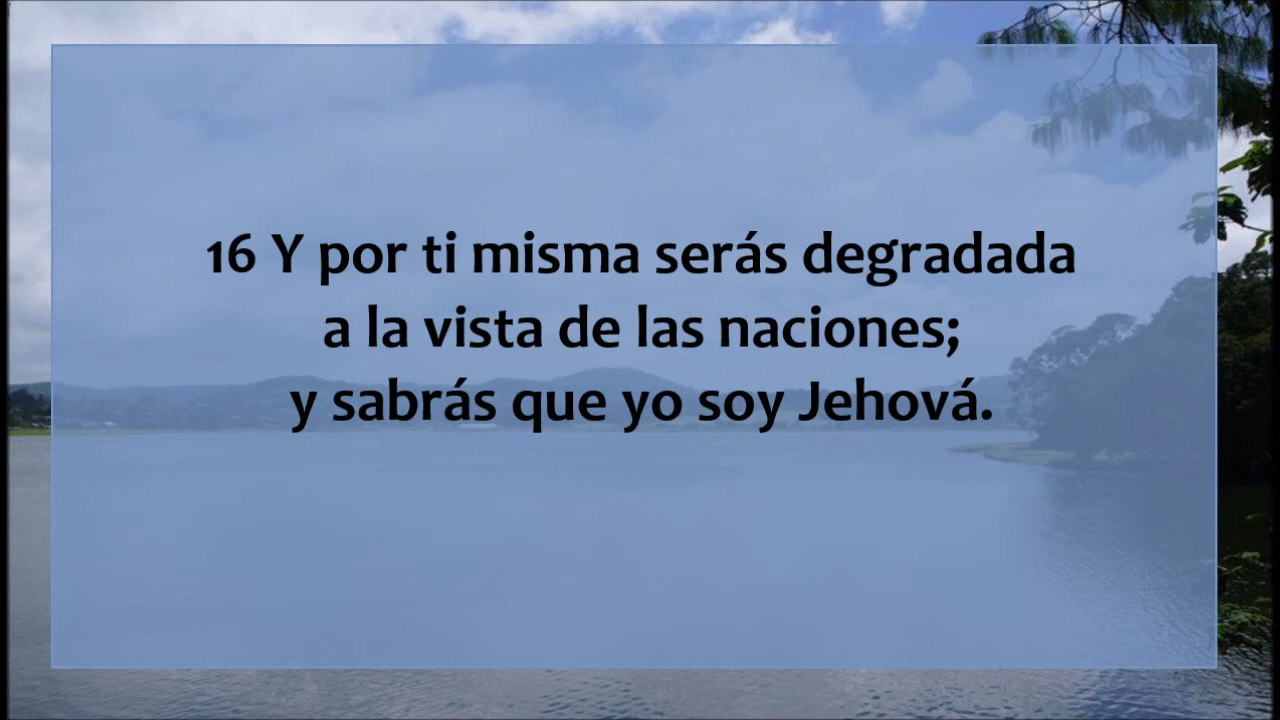 16 Y por ti misma serás degradada
a la vista de las naciones;
y sabrás que yo soy Jehová.